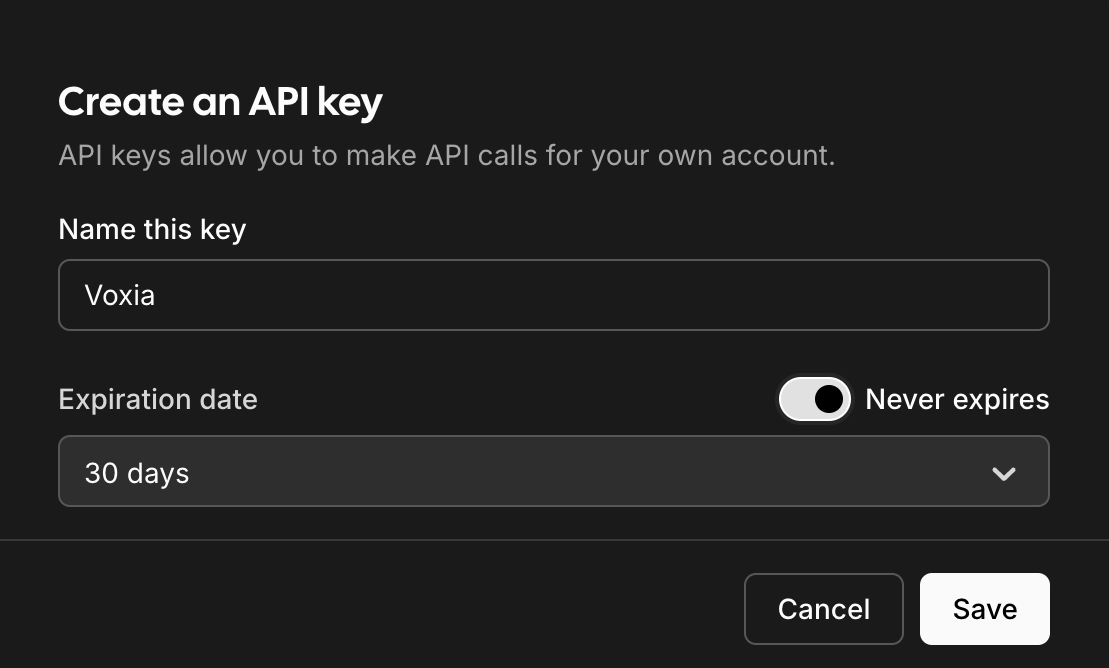 Create an API key
API keys allow you to make API calls for your own account.
Name this key
Voxia
Expiration date
Never expires
30 days
Cancel
Save